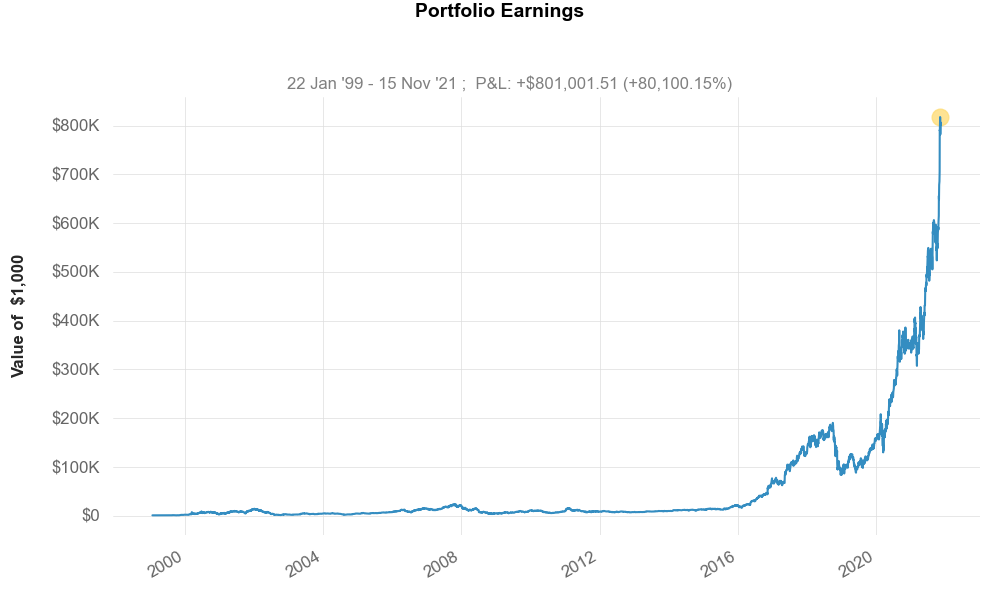 Portfolio Earnings
22 Jan '99 - 15 Nov '21 ;  P&L: +$801,001.51 (+80,100.15%)
$800K
$700K
$600K
$500K
$400K
$300K
$200K
$100K
$0
Value of  $1,000
2000
2004
2008
2012
2016
2020